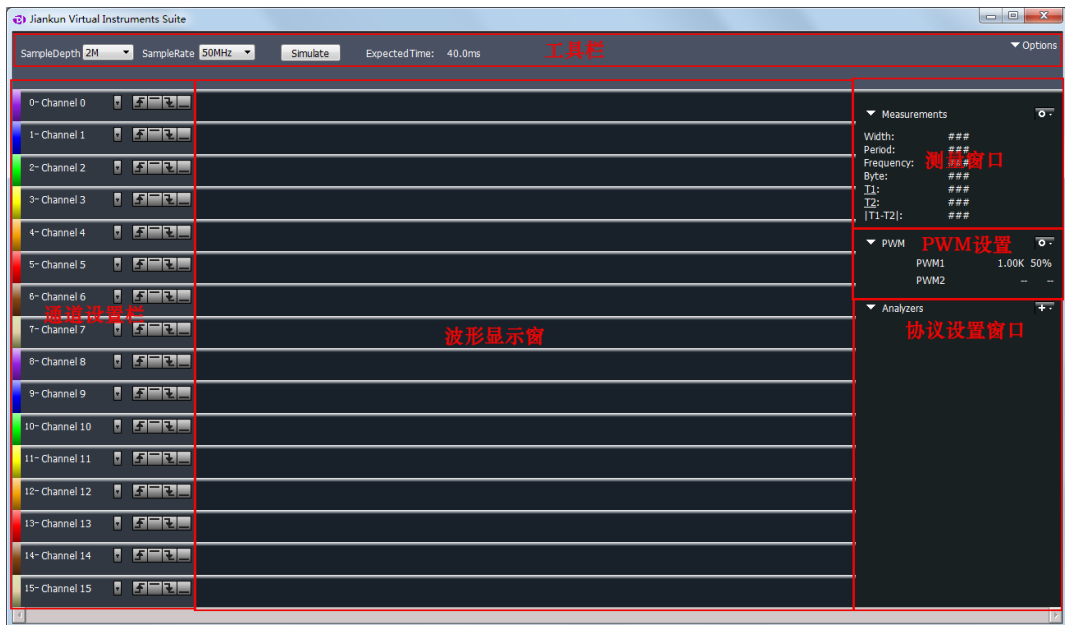 Jiankun Virtual Instruments Suite
SampleDepth 2M SampleRate 50MHz Simulate ExpectedTime: 40.0ms 工具栏 Options
0- Channel 0
1- Channel 1
2- Channel 2
3- Channel 3
4- Channel 4
5- Channel 5
6- Channel 6
通道设置栏
7- Channel 7
8- Channel 8
9- Channel 9
10- Channel 10
11- Channel 11
12- Channel 12
13- Channel 13
14- Channel 14
15- Channel 15
波形显示窗
Measurements
Width: ###
Period: ###
Frequency: ###
测量窗口
Byte: ###
T1: ###
T2: ###
|T1-T2|: ###
PWM PWM设置
PWM1 1.00K 50%
PWM2 -- --
Analyzers
协议设置窗口